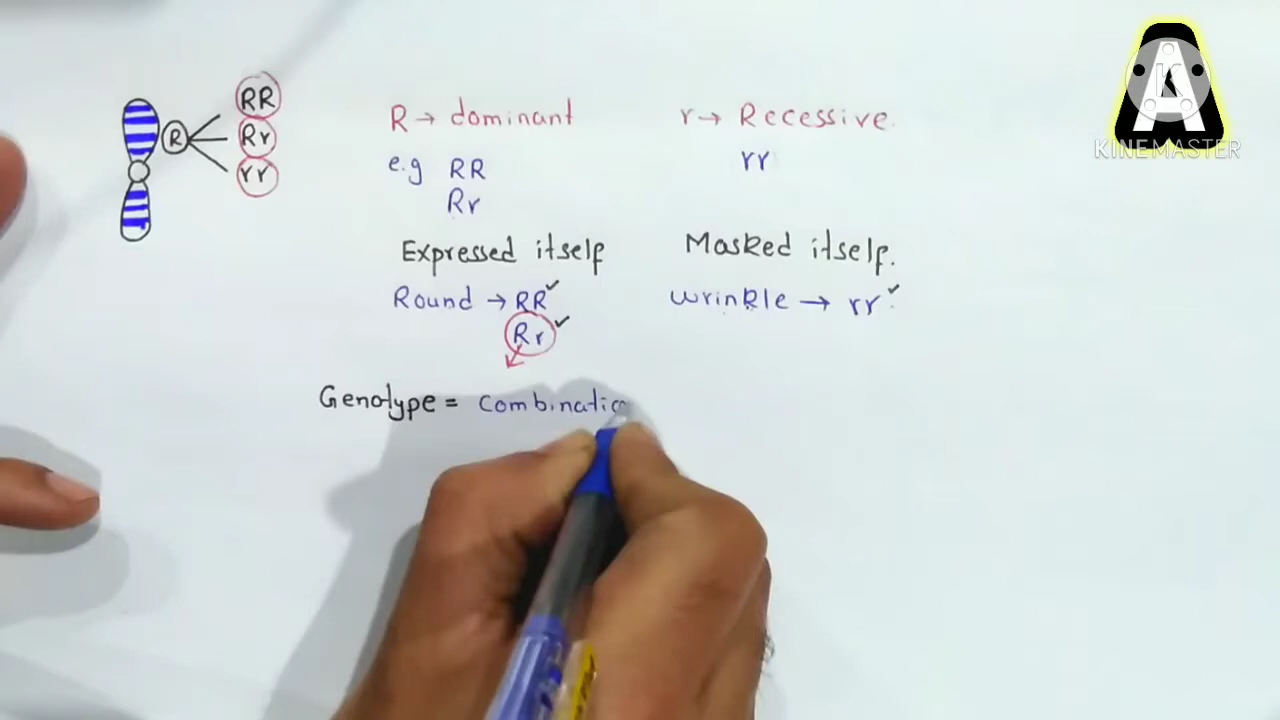 RR
R
Rr
rr
R → dominant
e.g RR
Rr
Expressed itself
Round → RR
Rr
r → Recessive.
rr
Masked itself.
wrinkle → rr
Genotype = Combinatio
A
K
KINEMASTER